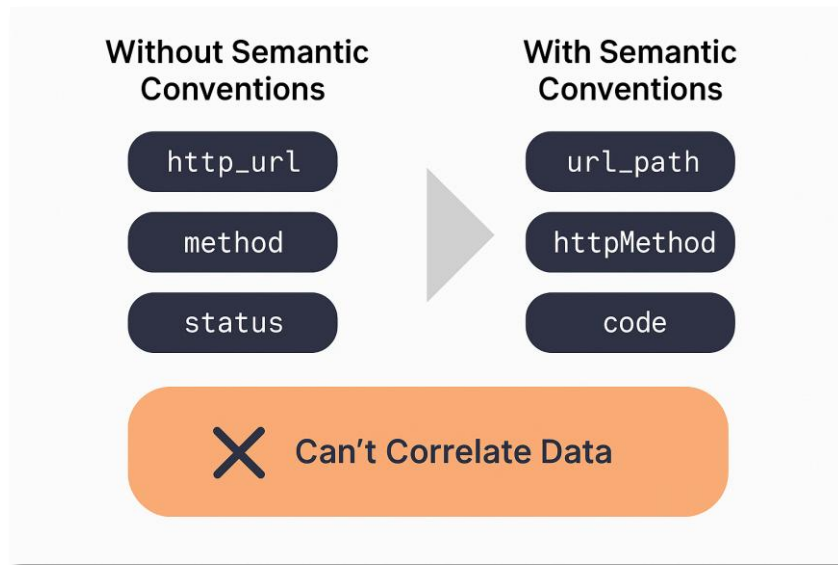 Without Semantic
Conventions
http_url
method
status
With Semantic
Conventions
url_path
httpMethod
code
Can't Correlate Data